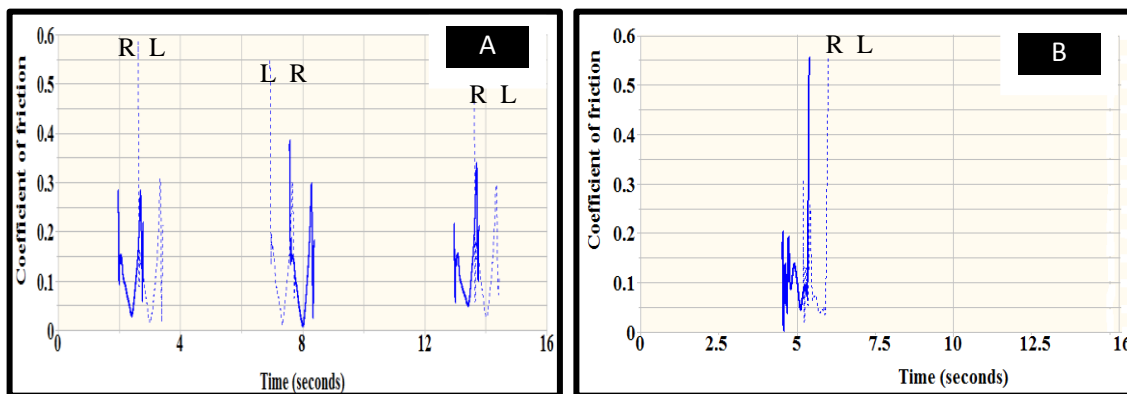 A
R L
L R
R L
0.6
0.5
0.4
0.3
0.2
0.1
0
Coefficient of friction
0 4 8 12 16
Time (seconds)
B
R L
0.6
0.5
0.4
0.3
0.2
0.1
0
Coefficient of friction
0 2.5 5 7.5 10 12.5 16
Time (seconds)